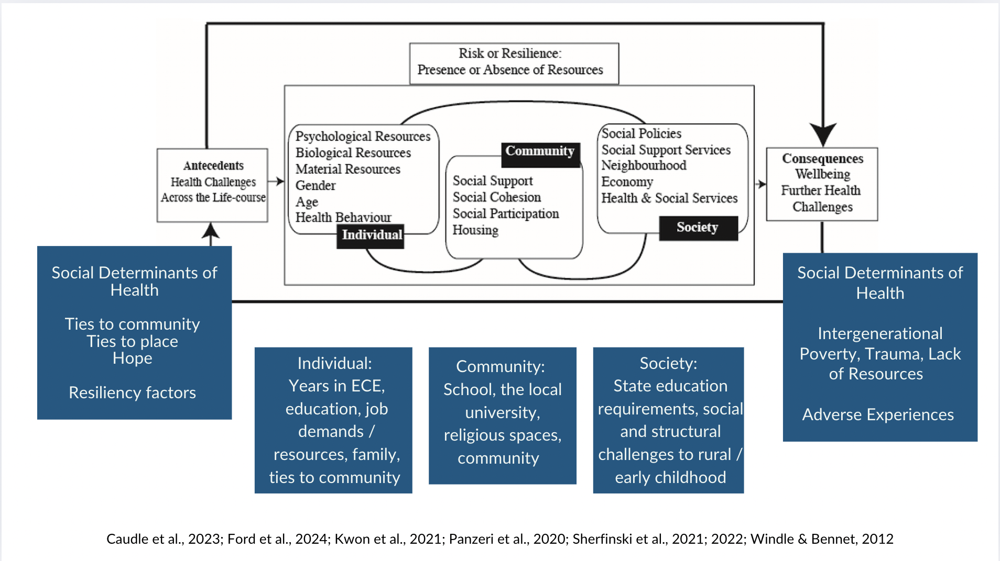 Risk or Resilience:
Presence or Absence of Resources
Antecedents
Health Challenges
Across the Life-course
Psychological Resources
Biological Resources
Material Resources
Gender
Age
Health Behaviour
Individual
Community
Social Support
Social Cohesion
Social Participation
Housing
Social Policies
Social Support Services
Neighbourhood
Economy
Health & Social Services
Society
Consequences
Wellbeing
Further Health
Challenges
Social Determinants of
Health
Ties to community
Ties to place
Hope
Resiliency factors
Individual:
Years in ECE,
education, job
demands /
resources, family,
ties to community
Community:
School, the local
university,
religious spaces,
community
Society:
State education
requirements, social
and structural
challenges to rural /
early childhood
Social Determinants of
Health
Intergenerational
Poverty, Trauma, Lack
of Resources
Adverse Experiences
Caudle et al., 2023; Ford et al., 2024; Kwon et al., 2021; Panzeri et al., 2020; Sherfinski et al., 2021; 2022; Windle & Bennet, 2012